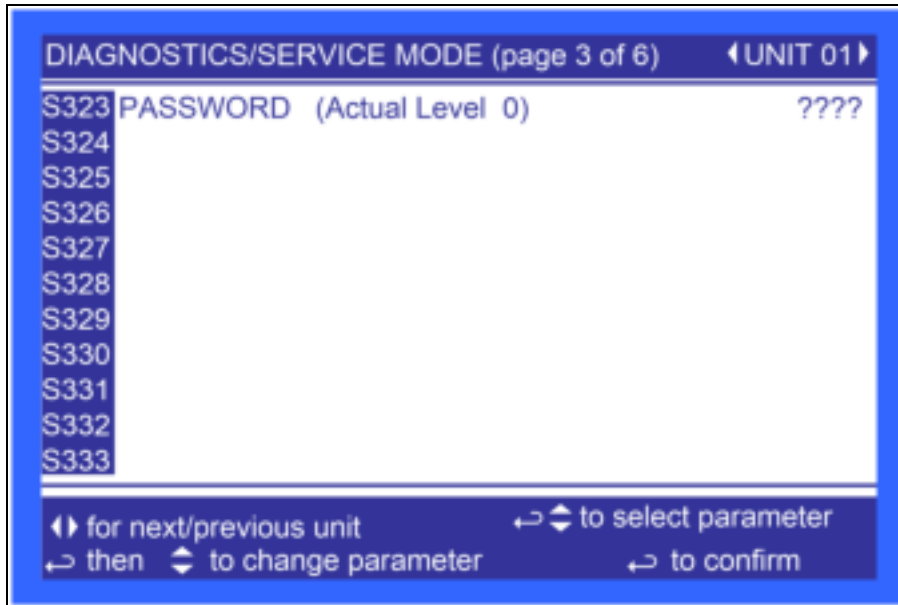 DIAGNOSTICS/SERVICE MODE (page 3 of 6) UNIT 01
S323 PASSWORD (Actual Level 0) ????
S324
S325
S326
S327
S328
S329
S330
S331
S332
S333
for next/previous unit to select parameter
then to change parameter to confirm